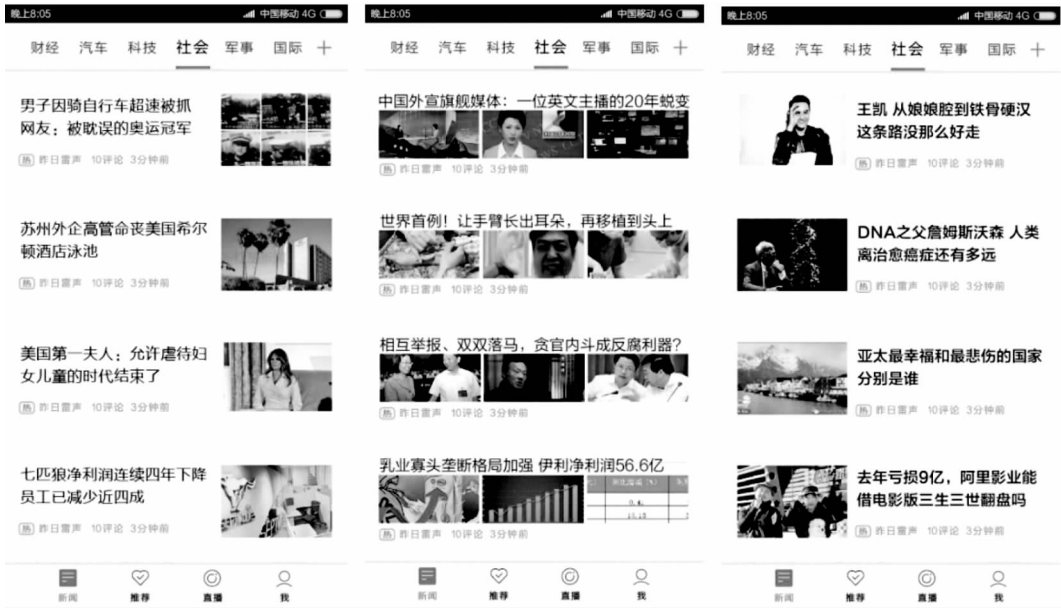 晚上8:05
中国移动 4G
财经 汽车 科技 社会 军事 国际
男子因骑自行车超速被抓
网友：被耽误的奥运冠军
热 昨日雷声 10评论 3分钟前
苏州外企高管命丧美国希尔
顿酒店泳池
热 昨日雷声 10评论 3分钟前
美国第一夫人：允许虐待妇
女儿童的时代结束了
热 昨日雷声 10评论 3分钟前
七匹狼净利润连续四年下降
员工已减少近四成
热 昨日雷声 10评论 3分钟前
新闻 推荐 直播 我
晚上8:05
中国移动 4G
财经 汽车 科技 社会 军事 国际
中国外宣旗舰媒体：一位英文主播的20年蜕变
热 昨日雷声 10评论 3分钟前
世界首例！让手臂长出耳朵，再移植到头上
热 昨日雷声 10评论 3分钟前
相互举报、双双落马，贪官内斗成反腐利器？
热 昨日雷声 10评论 3分钟前
乳业寡头垄断格局加强 伊利净利润56.6亿
热 昨日雷声 10评论 3分钟前
新闻 推荐 直播 我
晚上8:05
中国移动 4G
财经 汽车 科技 社会 军事 国际
王凯 从娘娘腔到铁骨硬汉
这条路没那么好走
热 昨日雷声 10评论 3分钟前
DNA之父詹姆斯沃森 人类
离治愈癌症还有多远
热 昨日雷声 10评论 3分钟前
亚太最幸福和最悲伤的国家
分别是谁
热 昨日雷声 10评论 3分钟前
去年亏损9亿，阿里影业能
借电影版三生三世翻盘吗
热 昨日雷声 10评论 3分钟前
新闻 推荐 直播 我